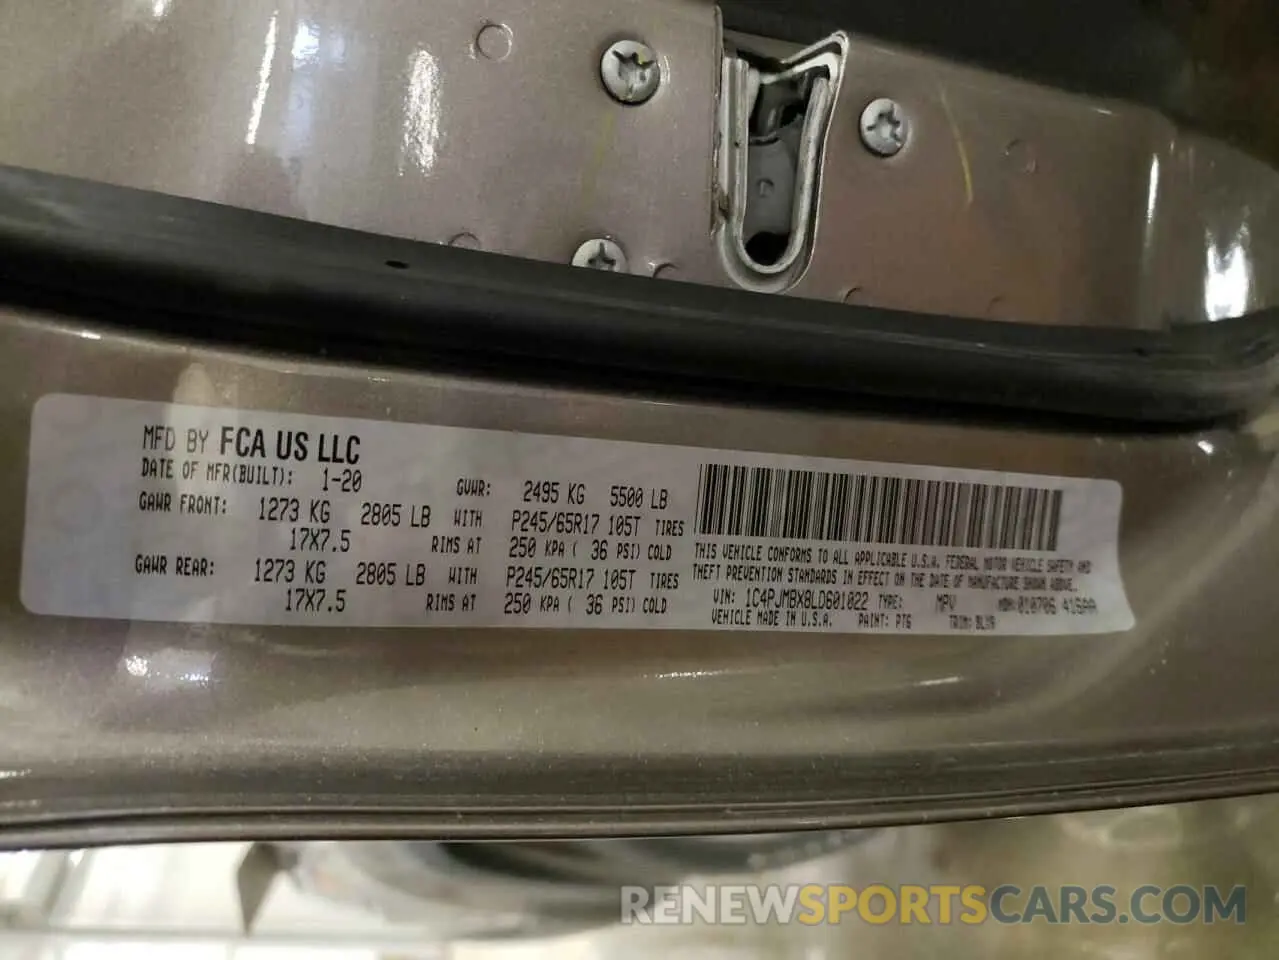 MFD BY FCA US LLC
DATE OF MFR(BUILT): 1-20 GVWR: 2495 KG 5500 LB
GAWR FRONT: 1273 KG 2805 LB WITH P245/65R17 105T TIRES
17X7.5 RIMS AT 250 KPA ( 36 PSI) COLD
GAWR REAR: 1273 KG 2805 LB WITH P245/65R17 105T TIRES
17X7.5 RIMS AT 250 KPA ( 36 PSI) COLD
THIS VEHICLE CONFORMS TO ALL APPLICABLE U.S.A. FEDERAL MOTOR VEHICLE SAFETY AND
THEFT PREVENTION STANDARDS IN EFFECT ON THE DATE OF MANUFACTURE SHOWN ABOVE.
VIN: 1C4PJMBX8LD601022 TYPE: MPV MDH: 010706 416AA
VEHICLE MADE IN U.S.A. PAINT: PTG TRIM:
RENEWSPORTSCARS.COM